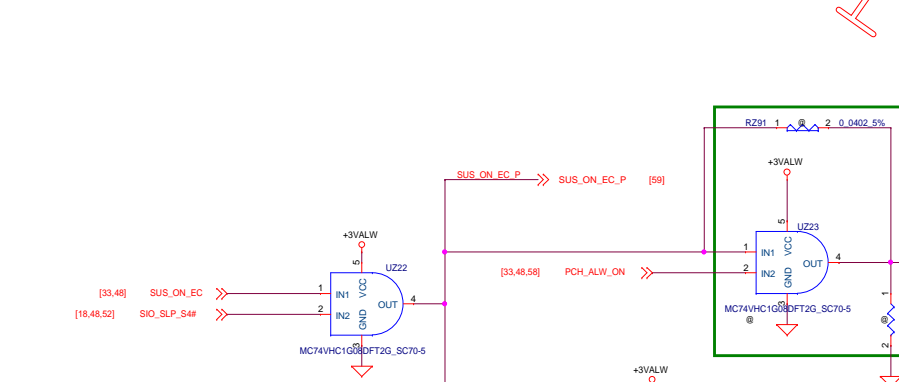 RZ91 1 @ 2 0_0402_5%
+3VALW
SUS_ON_EC_P
SUS_ON_EC_P [59]
5
UZ23
1 IN1 VCC
OUT 4
[33,48,58] PCH_ALW_ON 2 IN2 GND
3
MC74VHC1G08DFT2G_SC70-5
@
+3VALW
5
UZ22
[33,48] SUS_ON_EC 1 IN1 VCC
OUT 4
[18,48,52] SIO_SLP_S4# 2 IN2 GND
3
MC74VHC1G08DFT2G_SC70-5
1
@
2
+3VALW